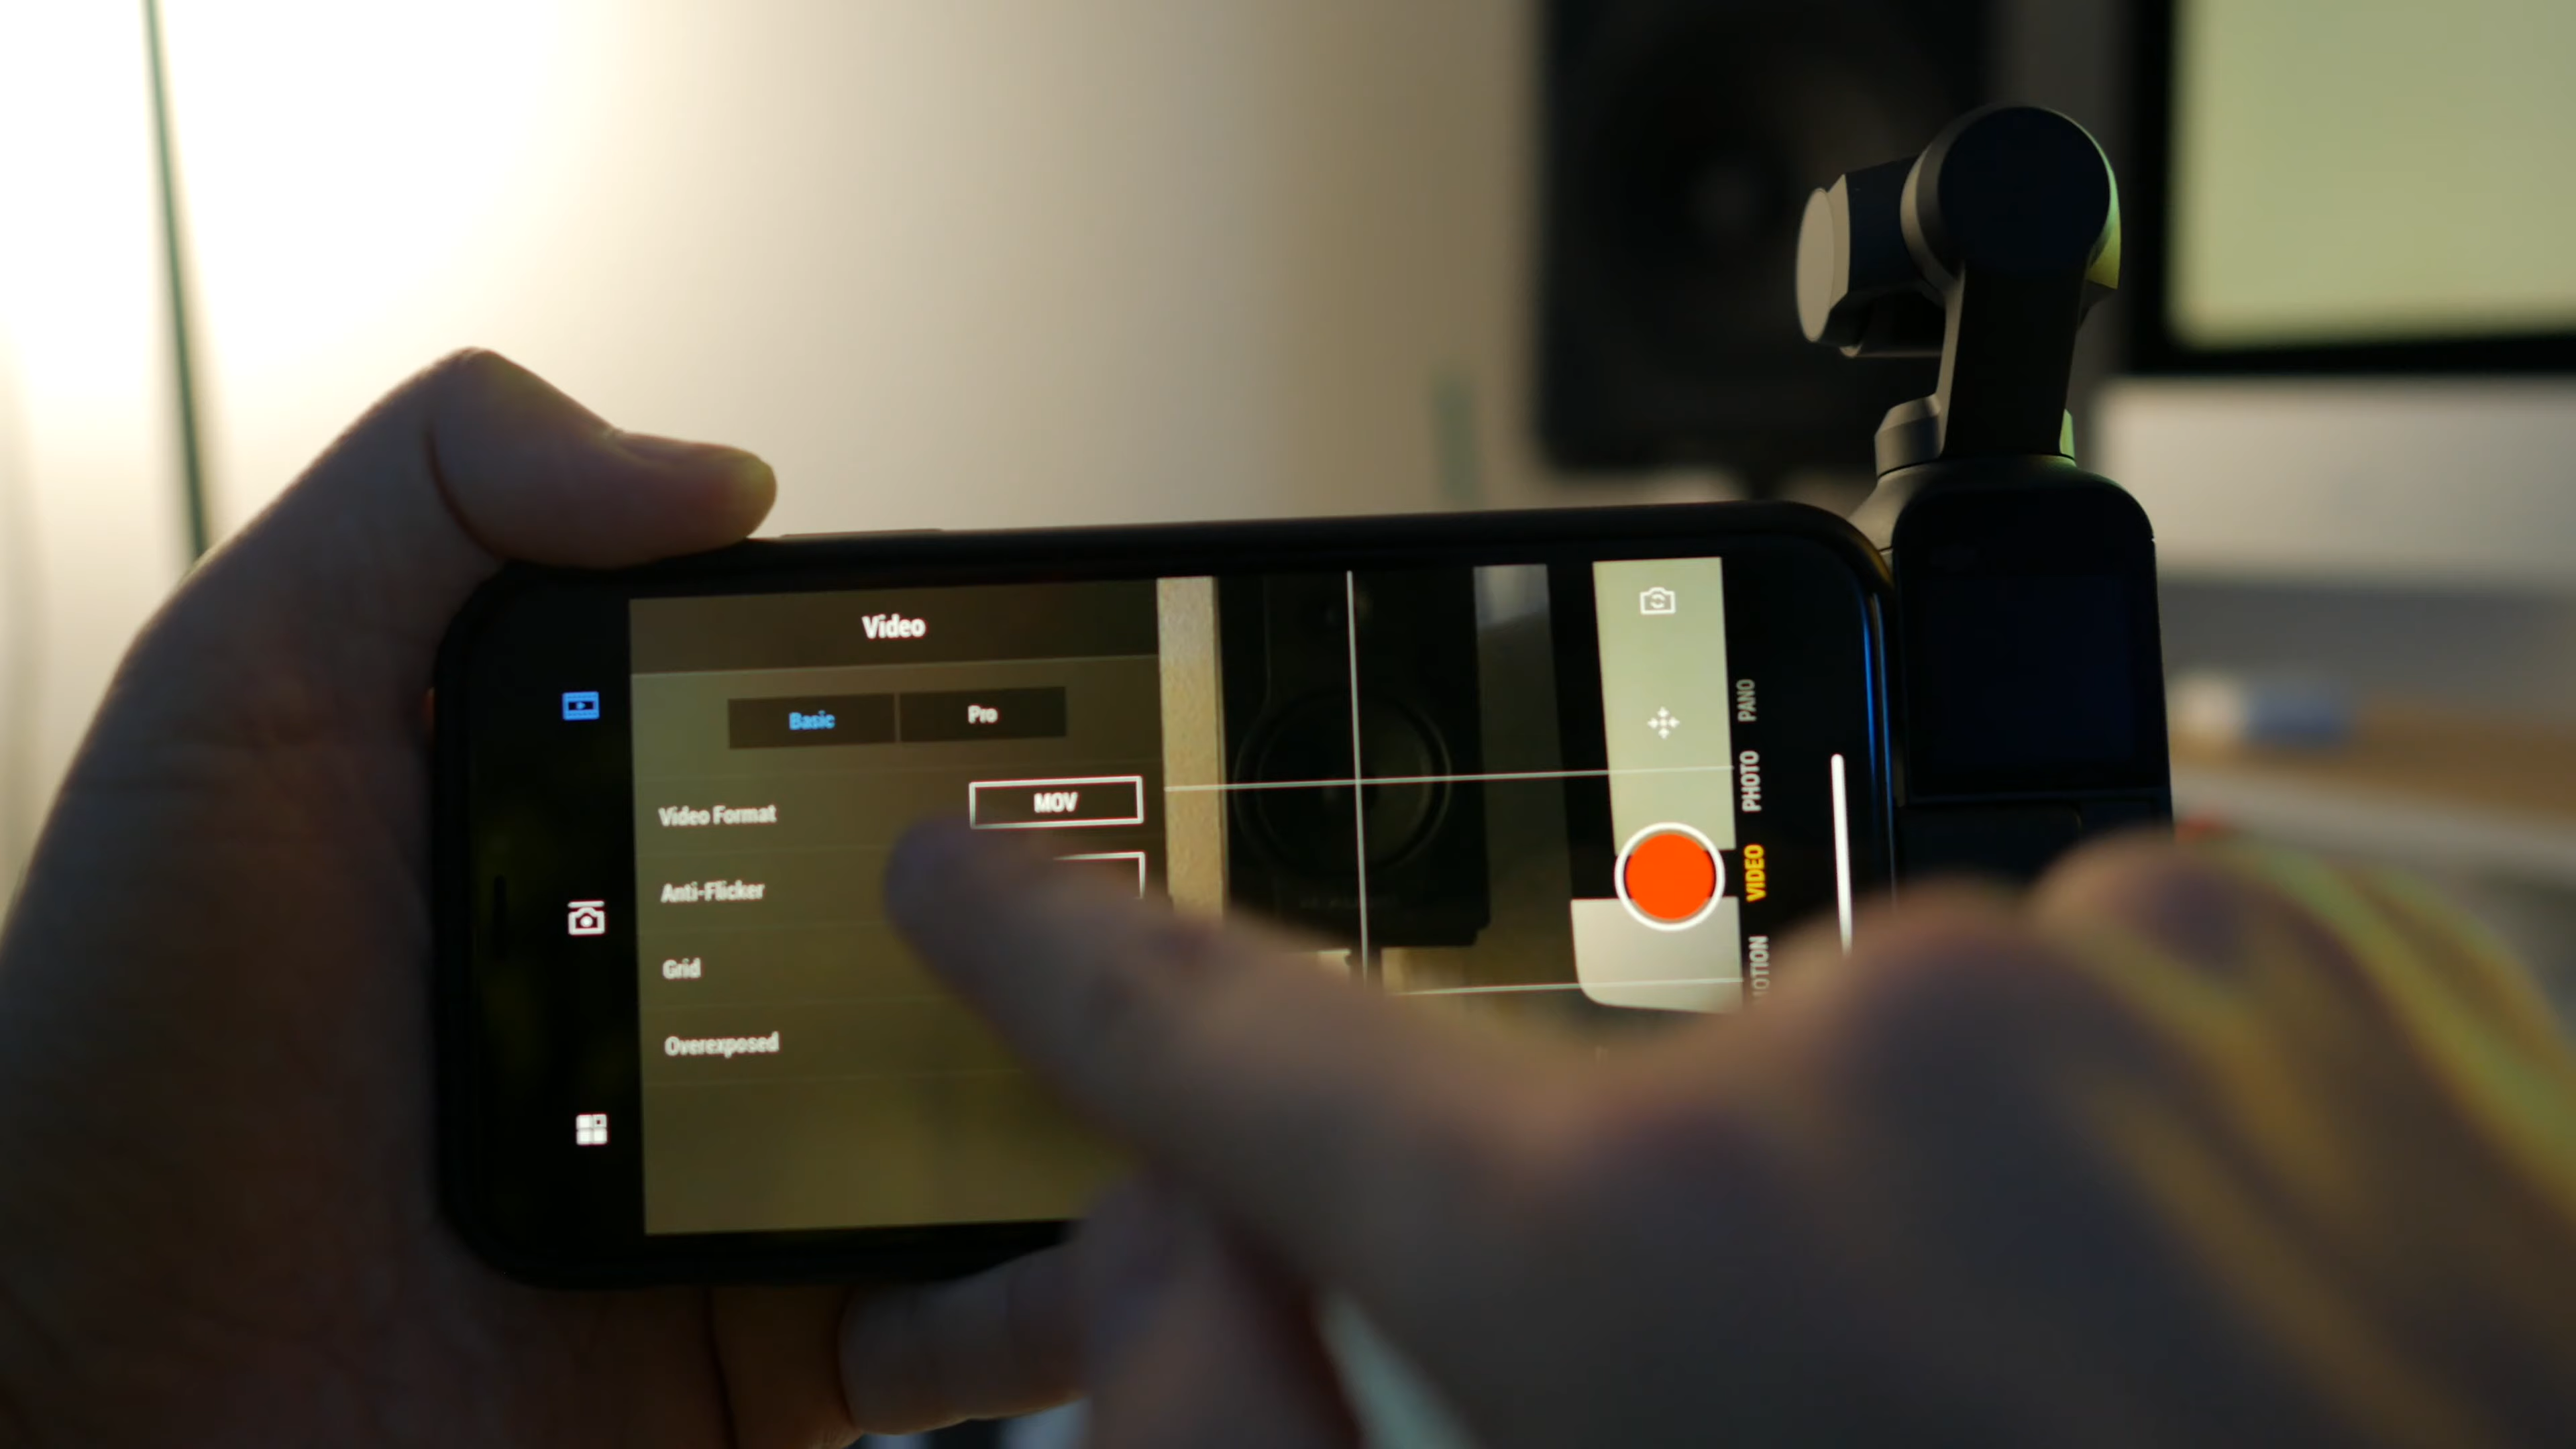 Video
Basic
Pro
Video Format
MOV
Anti-Flicker
Grid
Overexposed
PANO
PHOTO
VIDEO